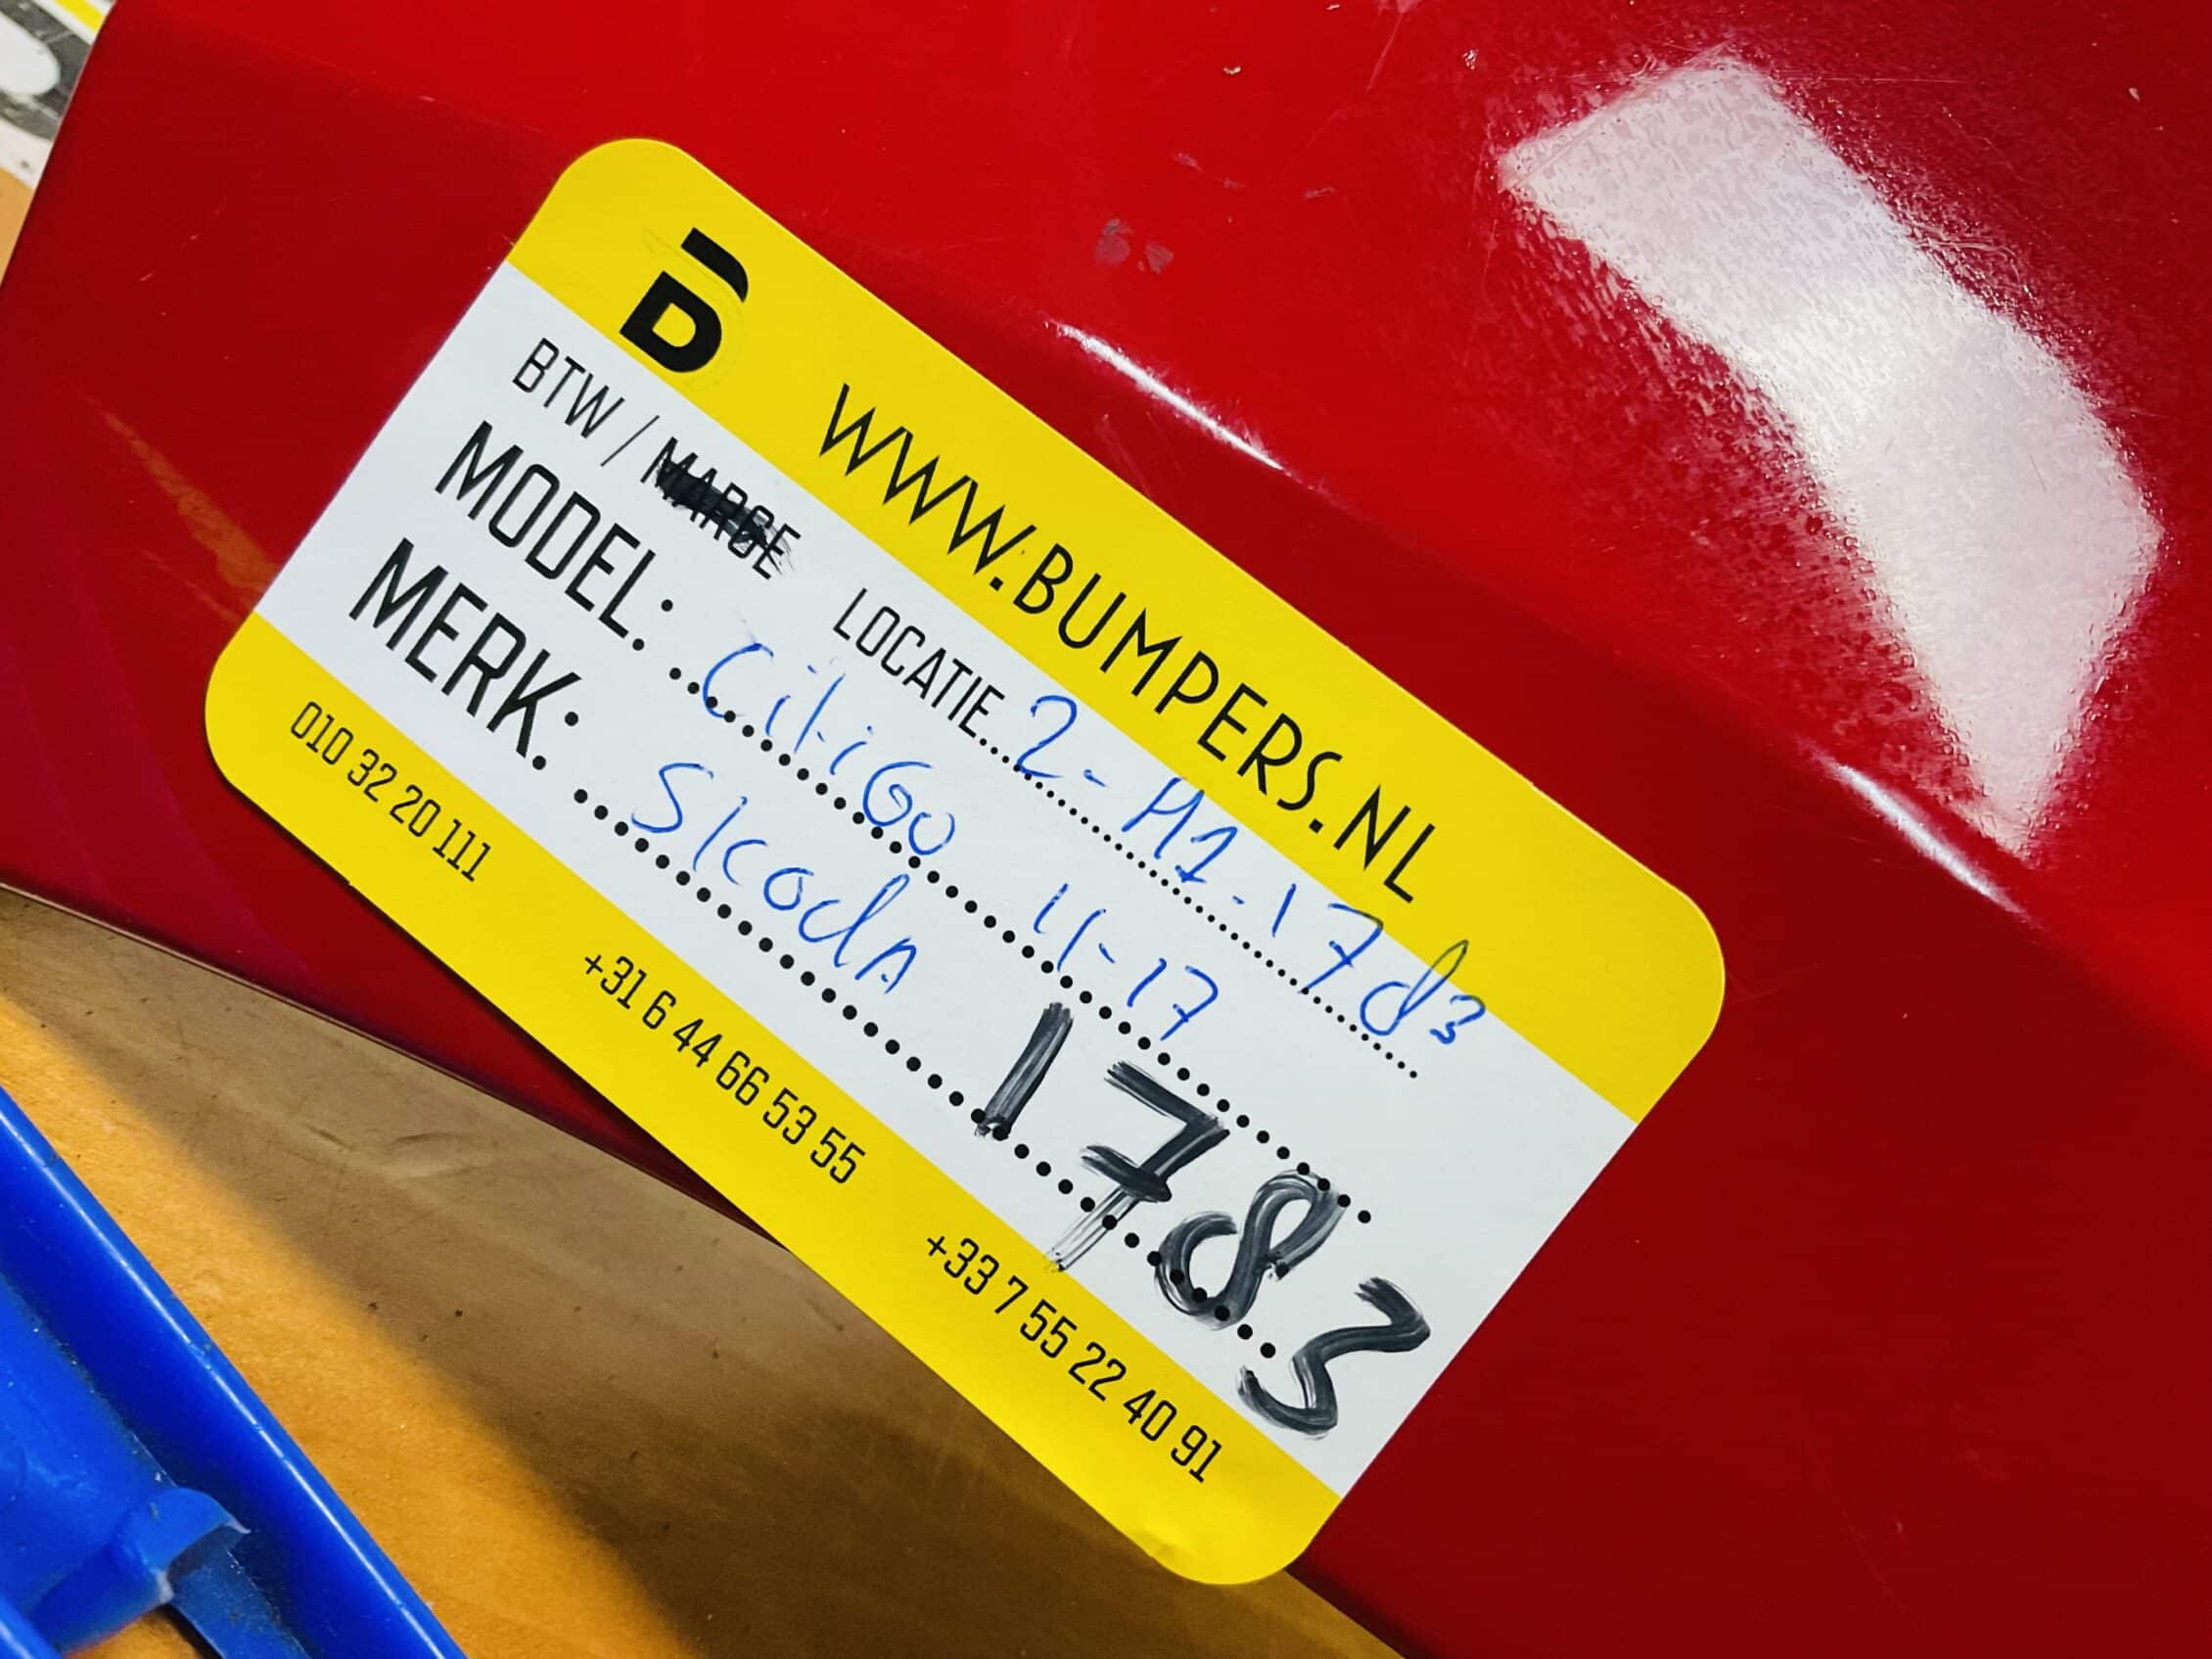 B WWW.BUMPERS.NL
BTW / MARGE LOCATIE 2-A1-17d3
MODEL: CitiGo 11-17
MERK: SkodA 1783
010 32 20 111 +31 6 44 66 53 55 +33 7 55 22 40 91